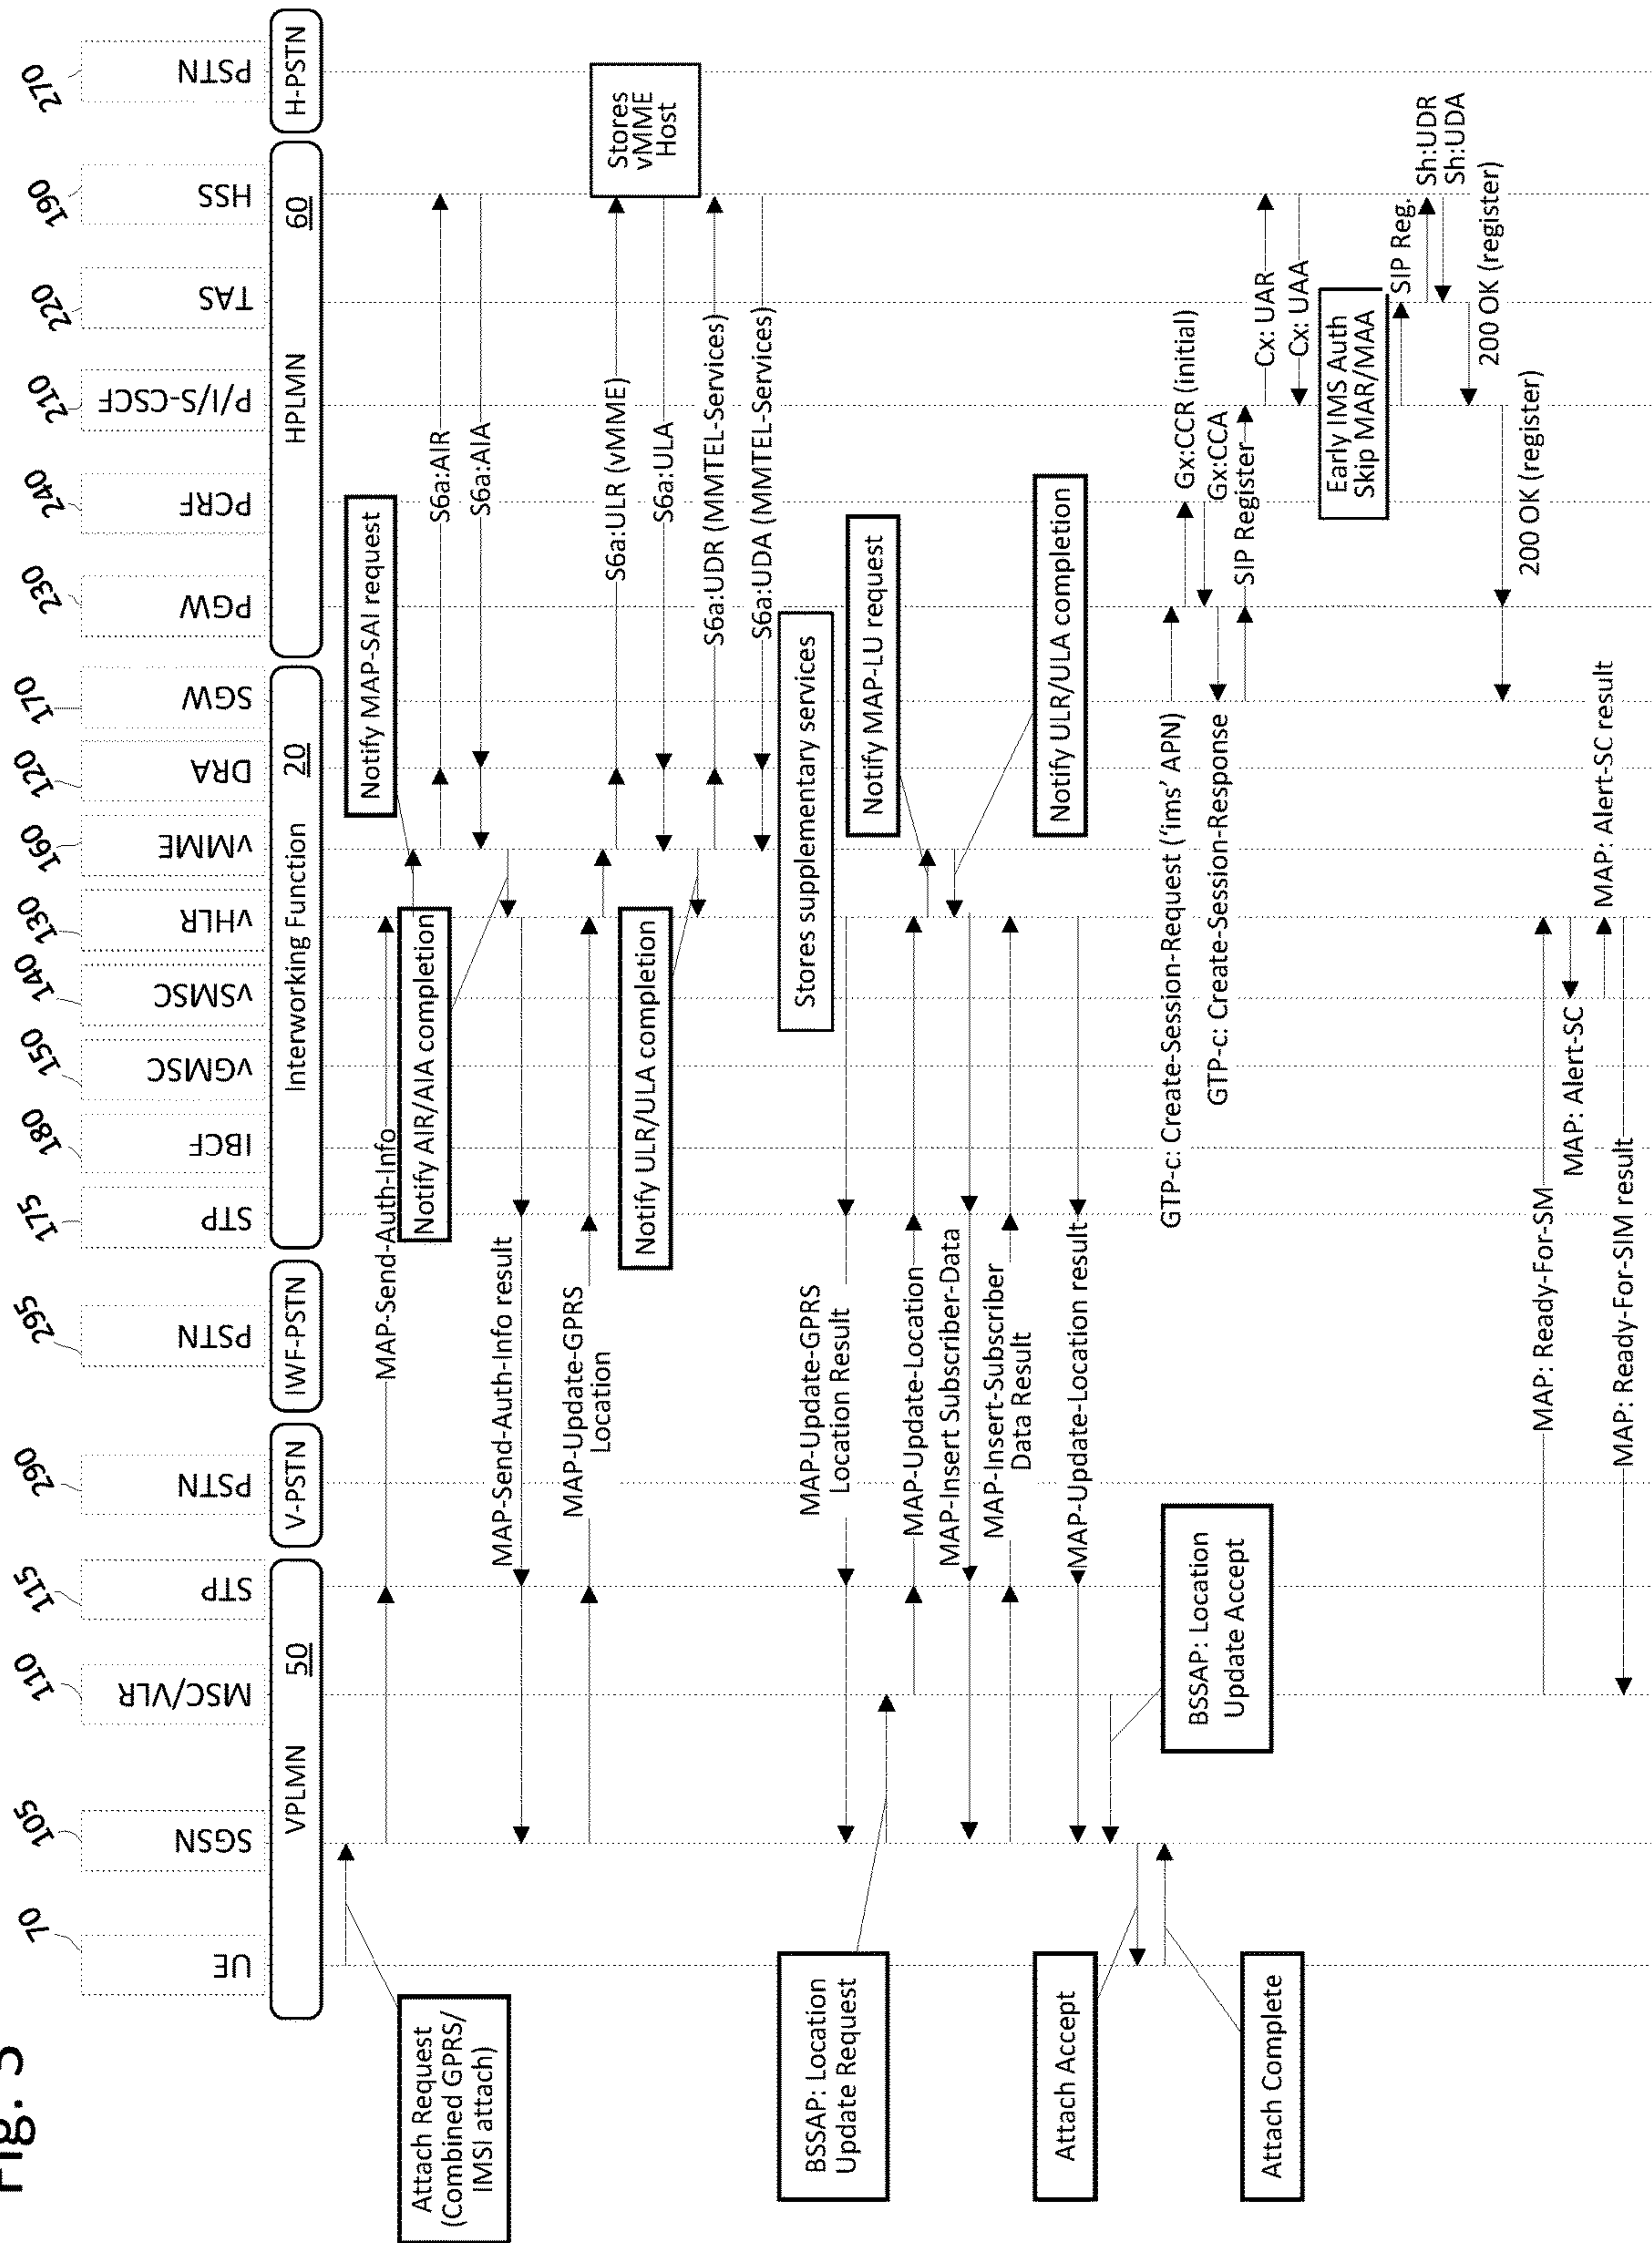 Fig.
70
105
110
115
290
295
175
180
150
140
130
160
120
170
230
240
210
220
190
270
UE
SGSN
MSC/VLR
STP
PSTN
PSTN
STP
IBCF
vGMSC
vSMSC
vHLR
vMME
DRA
SGW
PGW
PCRF
P/I/S-CSCF
TAS
HSS
PSTN
VPLMN 50
V-PSTN
IWF-PSTN
Interworking Function 20
HPLMN 60
H-PSTN
Attach Request
(Combined GPRS/
IMSI attach)
MAP-Send-Auth-Info
Notify MAP-SAI request
S6a:AIR
S6a:AIA
Notify AIR/AIA completion
MAP-Send-Auth-Info result
MAP-Update-GPRS
Location
S6a:ULR (vMME)
Stores
vMME
Host
S6a:ULA
Notify ULR/ULA completion
S6a:UDR (MMTEL-Services)
S6a:UDA (MMTEL-Services)
Stores supplementary services
MAP-Update-GPRS
Location Result
BSSAP: Location
Update Request
MAP-Update-Location
Notify MAP-LU request
MAP-Insert Subscriber-Data
Notify ULR/ULA completion
MAP-Insert-Subscriber
Data Result
MAP-Update-Location result
BSSAP: Location
Update Accept
Attach Accept
Attach Complete
GTP-c: Create-Session-Request ('ims' APN)
Gx:CCR (initial)
Gx:CCA
GTP-c: Create-Session-Response
SIP Register
Cx: UAR
Cx: UAA
Early IMS Auth
Skip MAR/MAA
SIP Reg.
Sh:UDR
Sh:UDA
200 OK (register)
200 OK (register)
MAP: Ready-For-SM
MAP: Alert-SC
MAP: Alert-SC result
MAP: Ready-For-SIM result